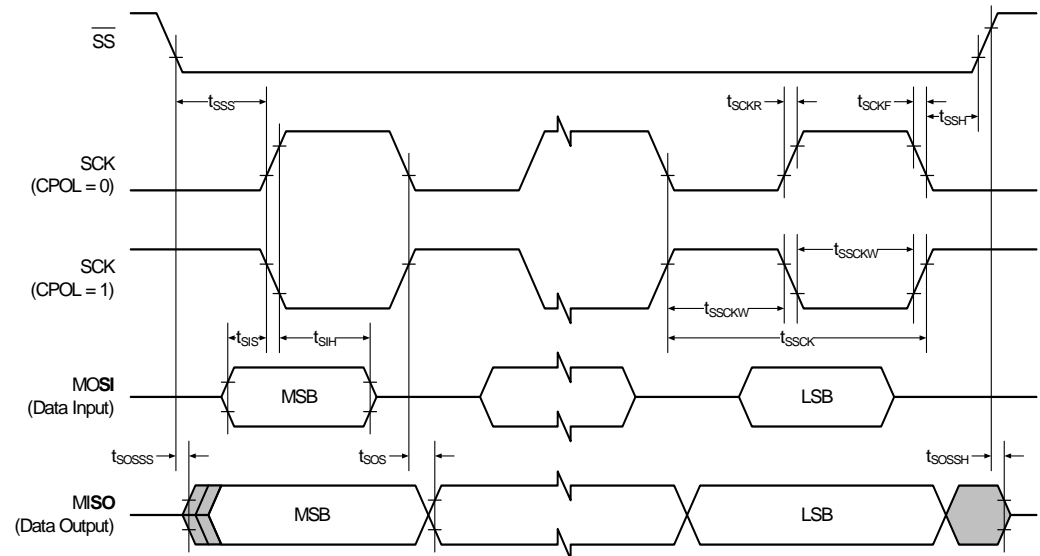 SS
tSSS
tSCKR
tSCKF
tSSH
SCK
(CPOL = 0)
SCK
(CPOL = 1)
tSSCKW
tSSCKW
tSSCK
tSIS
tSIH
MOSI
(Data Input)
MSB
LSB
tSOSSS
tSOS
tSOSSH
MISO
(Data Output)
MSB
LSB